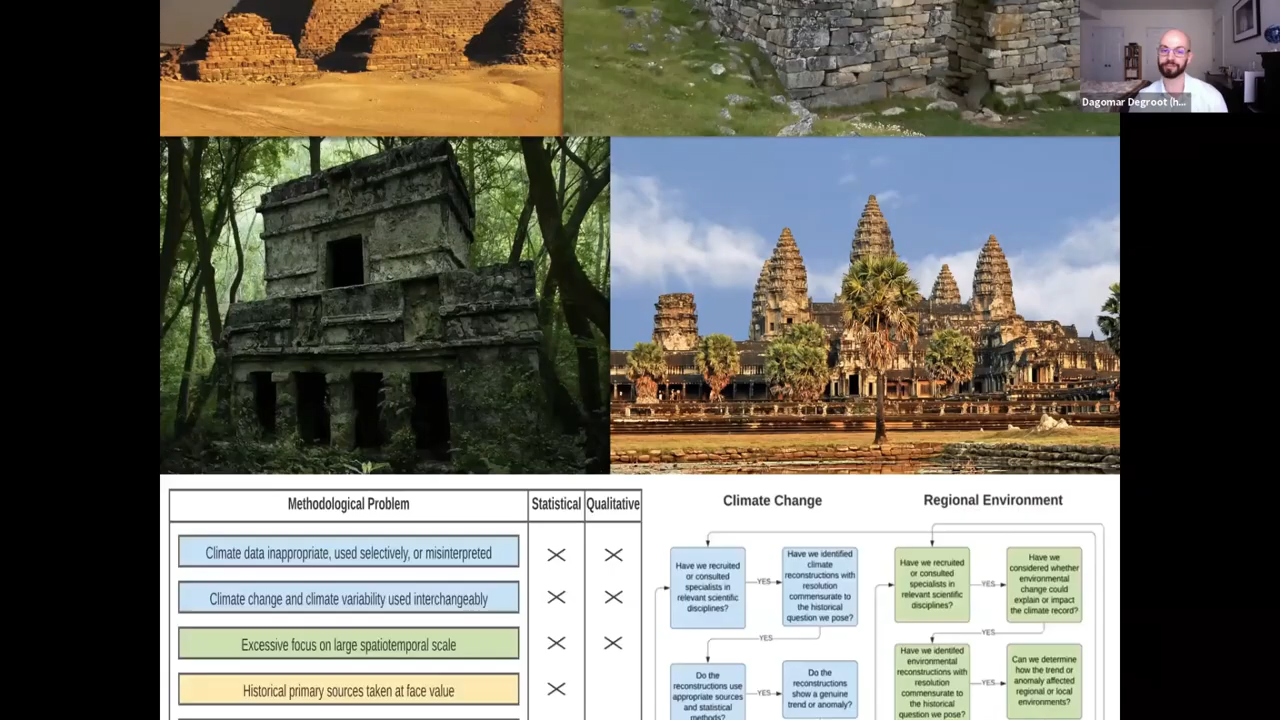 Dagomar Degroot (h...
Methodological Problem
Statistical
Qualitative
Climate data inappropriate, used selectively, or misinterpreted
Climate change and climate variability used interchangeably
Excessive focus on large spatiotemporal scale
Historical primary sources taken at face value
Climate Change
Regional Environment
Have we recruited
or consulted
specialists in
relevant scientific
disciplines?
YES
Have we identified
climate
reconstructions with
resolution
commensurate to
the historical
question we pose?
YES
Do the
reconstructions use
appropriate sources
and statistical
methods?
YES
Do the
reconstructions
show a genuine
trend or anomaly?
Have we recruited
or consulted
specialists in
relevant scientific
disciplines?
YES
Have we
considered whether
environmental
change could
explain or impact
the climate record?
YES
Have we identifed
environmental
reconstructions with
resolution
commensurate to
the historical
question we pose?
YES
Can we determine
how the trend or
anomaly affected
regional or local
environments?